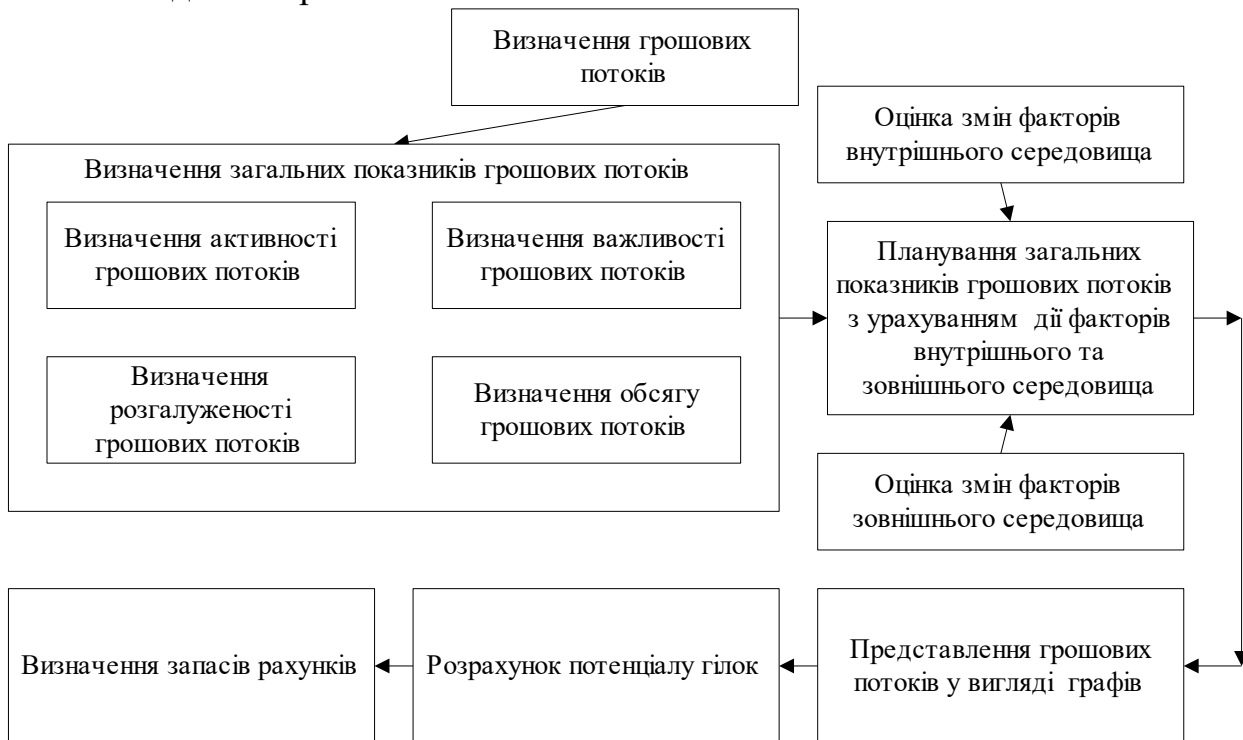 Визначення грошових
потоків
Оцінка змін факторів
внутрішнього середовища
Визначення загальних показників грошових потоків
Визначення активності
грошових потоків
Визначення важливості
грошових потоків
Визначення
розгалуженості
грошових потоків
Визначення обсягу
грошових потоків
Планування загальних
показників грошових потоків
з урахуванням дії факторів
внутрішнього та
зовнішнього середовища
Оцінка змін факторів
зовнішнього середовища
Представлення грошових
потоків у вигляді графів
Розрахунок потенціалу гілок
Визначення запасів рахунків